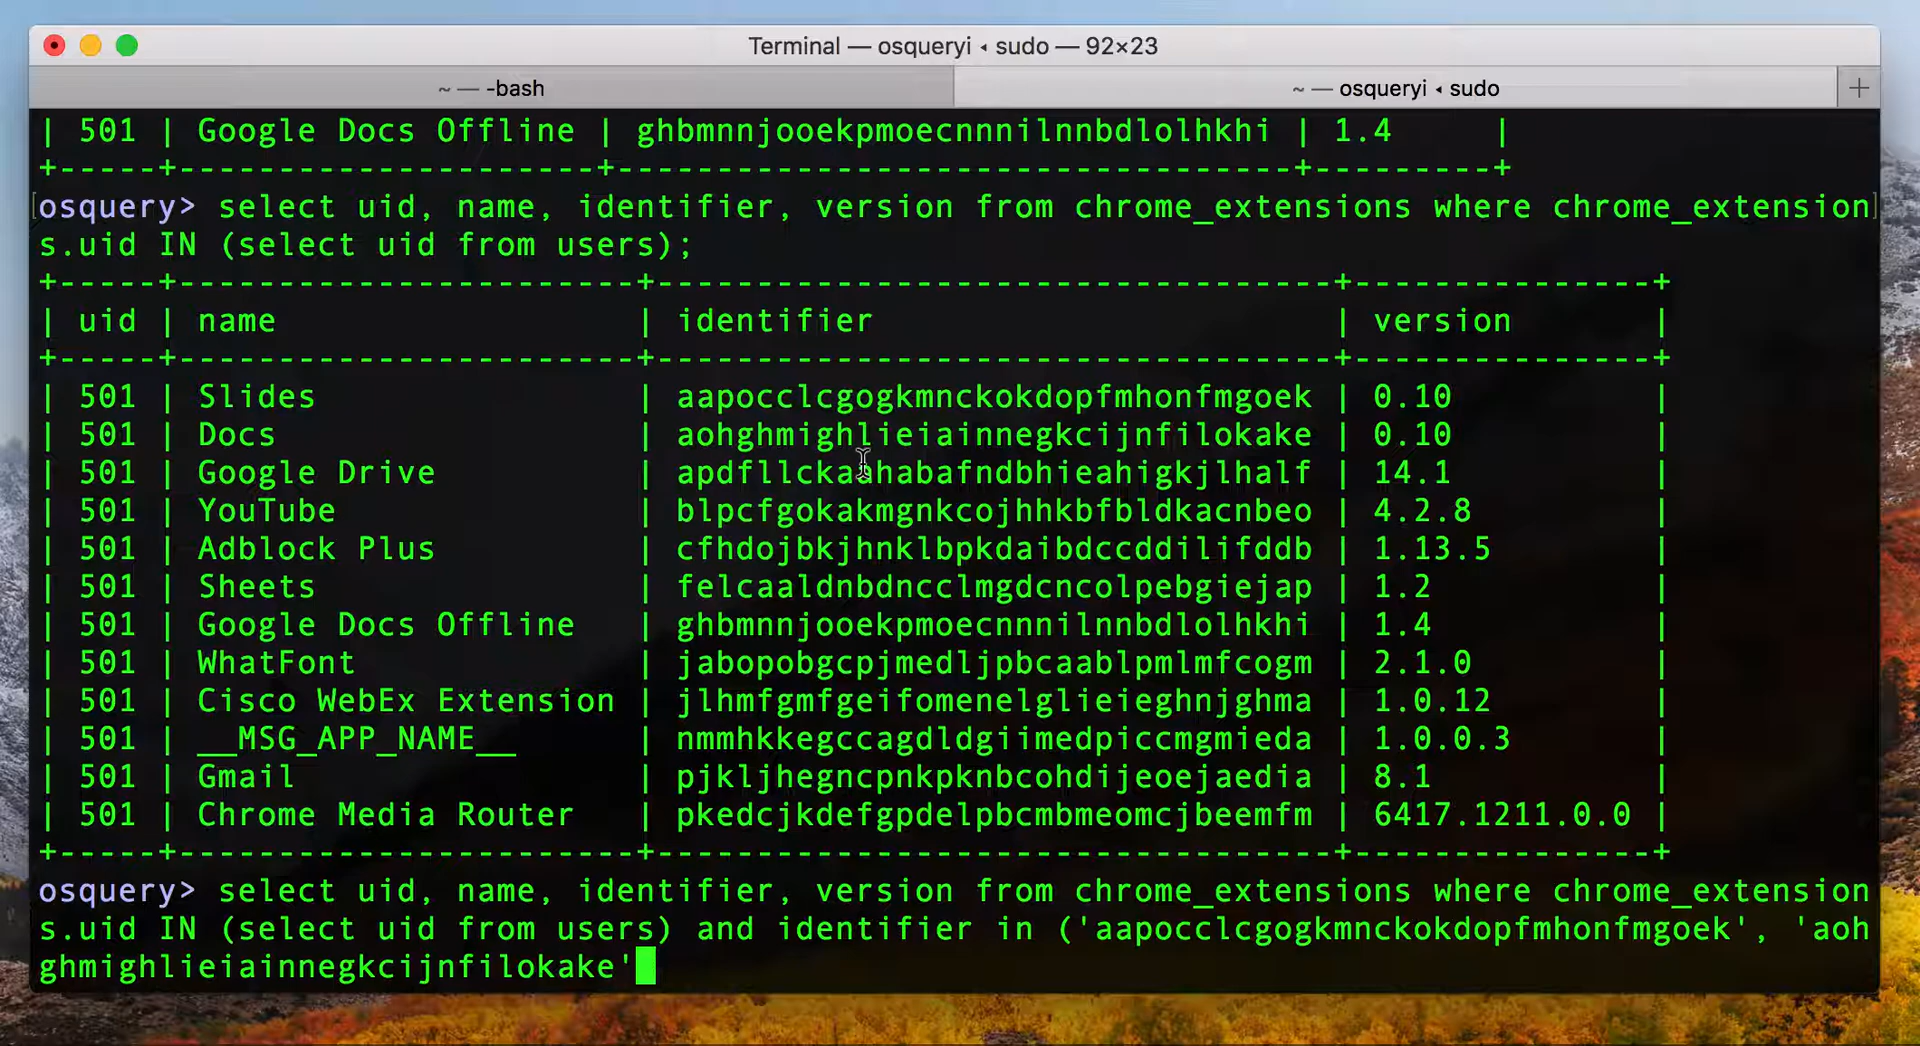 Terminal — osqueryi ◂ sudo — 92×23
~ — -bash
~ — osqueryi ◂ sudo
| 501 | Google Docs Offline | ghbmnnjooekpmoecnnnilnnbdlolhkhi | 1.4     |
+-----+---------------------+----------------------------------+---------+
osquery> select uid, name, identifier, version from chrome_extensions where chrome_extension
s.uid IN (select uid from users);
+-----+-----------------------+----------------------------------+--------------+
| uid | name                  | identifier                       | version      |
+-----+-----------------------+----------------------------------+--------------+
| 501 | Slides                | aapocclcgogkmnckokdopfmhonfmgoek | 0.10         |
| 501 | Docs                  | aohghmighlieiainnegkcijnfilokake | 0.10         |
| 501 | Google Drive          | apdfllckaahabafndbhieahigkjlhalf | 14.1         |
| 501 | YouTube               | blpcfgokakmgnkcojhhkbfbldkacnbeo | 4.2.8        |
| 501 | Adblock Plus          | cfhdojbkjhnklbpkdaibdccddilifddb | 1.13.5       |
| 501 | Sheets                | felcaaldnbdncclmgdcncolpebgiejap | 1.2          |
| 501 | Google Docs Offline   | ghbmnnjooekpmoecnnnilnnbdlolhkhi | 1.4          |
| 501 | WhatFont              | jabopobgcpjmedljpbcaablpmlmfcogm | 2.1.0        |
| 501 | Cisco WebEx Extension | jlhmfgmfgeifomenelglieieghnjghma | 1.0.12       |
| 501 | __MSG_APP_NAME__      | nmmhkkegccagdldgiimedpiccmgmieda | 1.0.0.3      |
| 501 | Gmail                 | pjkljhegncpnkpknbcohdijeoejaedia | 8.1          |
| 501 | Chrome Media Router   | pkedcjkdefgpdelpbcmbmeomcjbeemfm | 6417.1211.0.0 |
+-----+-----------------------+----------------------------------+--------------+
osquery> select uid, name, identifier, version from chrome_extensions where chrome_extension
s.uid IN (select uid from users) and identifier in ('aapocclcgogkmnckokdopfmhonfmgoek', 'aoh
ghmighlieiainnegkcijnfilokake'